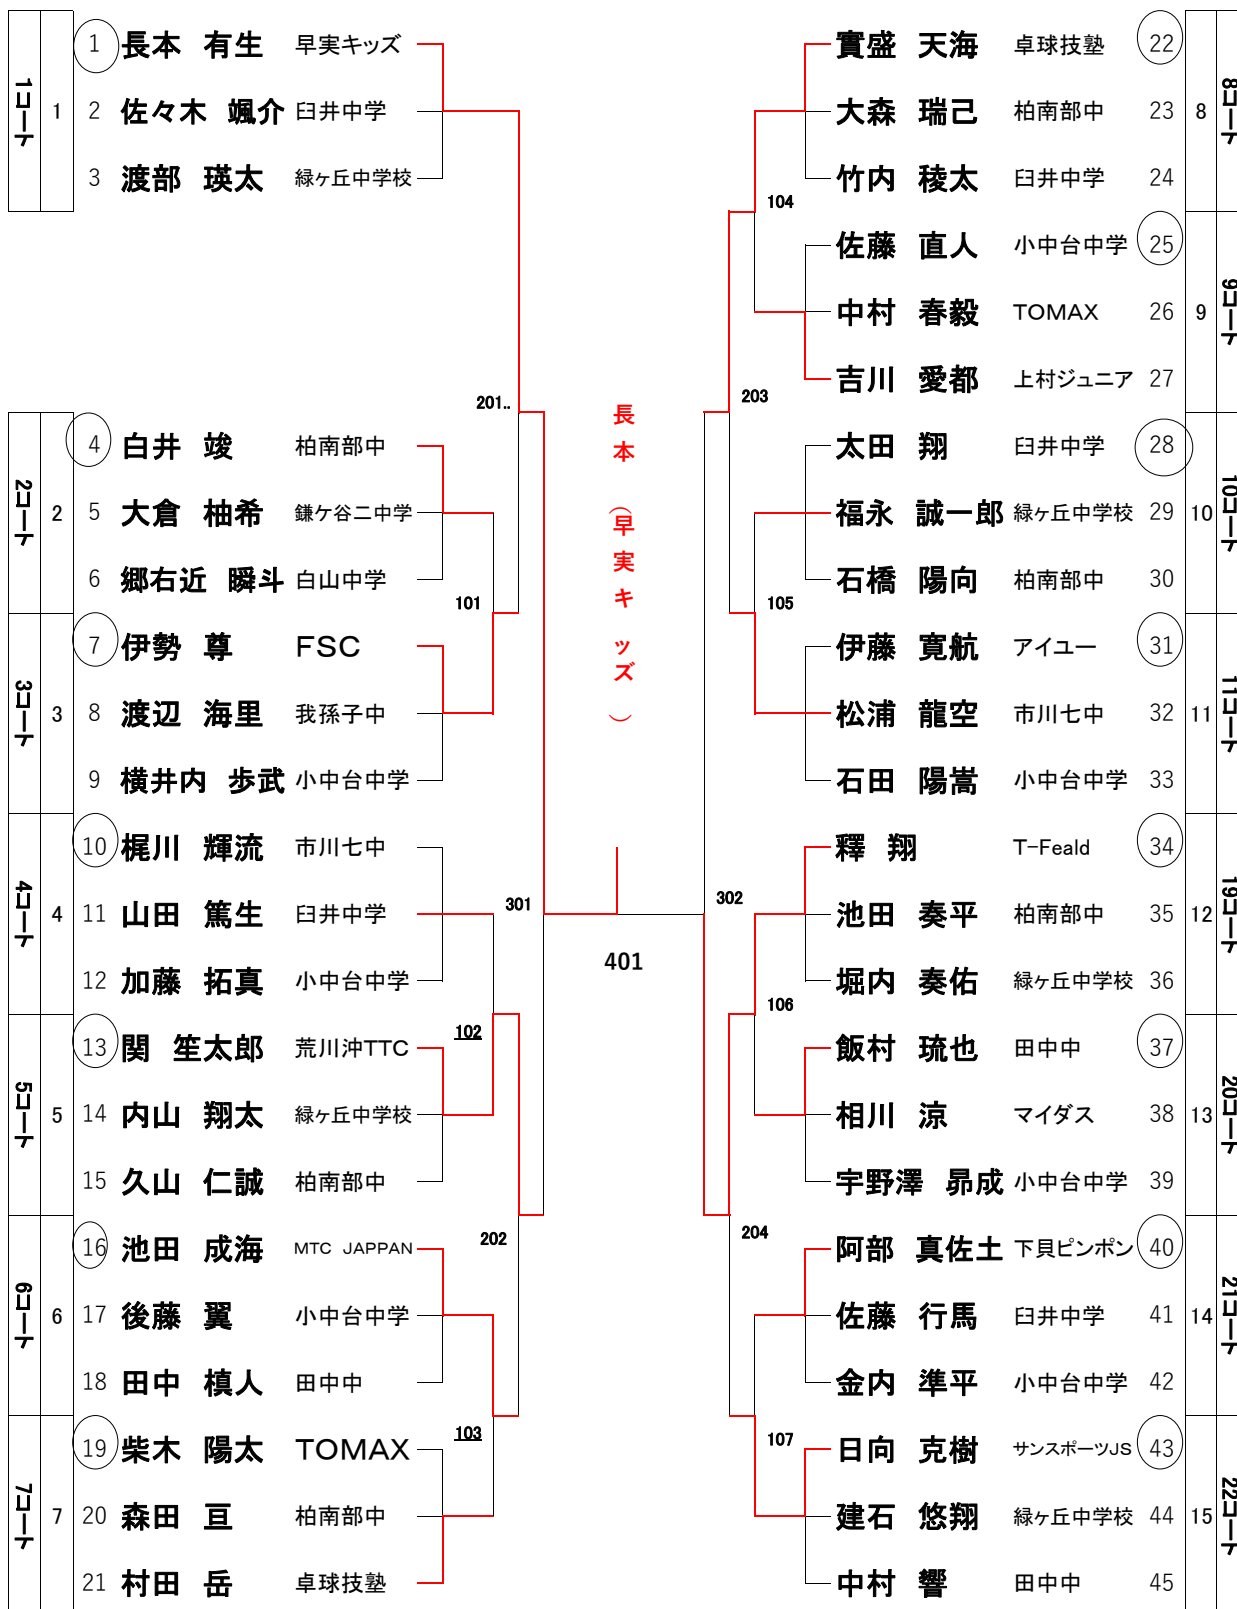 1コート 1
1 長本 有生 早実キッズ
2 佐々木 颯介 臼井中学
3 渡部 瑛太 緑ヶ丘中学校
201..
2コート 2
4 白井 竣 柏南部中
5 大倉 柚希 鎌ケ谷二中学
6 郷右近 瞬斗 白山中学
101
3コート 3
7 伊勢 尊 FSC
8 渡辺 海里 我孫子中
9 横井内 歩武 小中台中学
4コート 4
10 梶川 輝流 市川七中
11 山田 篤生 臼井中学
12 加藤 拓真 小中台中学
301
102
5コート 5
13 関 笙太郎 荒川沖TTC
14 内山 翔太 緑ヶ丘中学校
15 久山 仁誠 柏南部中
202
6コート 6
16 池田 成海 MTC JAPPAN
17 後藤 翼 小中台中学
18 田中 槙人 田中中
103
7コート 7
19 柴木 陽太 TOMAX
20 森田 亘 柏南部中
21 村田 岳 卓球技塾
長本（早実キッズ）
401
8コート 8
實盛 天海 卓球技塾 22
大森 瑞己 柏南部中 23
竹内 稜太 臼井中学 24
104
9コート 9
佐藤 直人 小中台中学 25
中村 春毅 TOMAX 26
吉川 愛都 上村ジュニア 27
203
10コート 10
太田 翔 臼井中学 28
福永 誠一郎 緑ヶ丘中学校 29
石橋 陽向 柏南部中 30
105
11コート 11
伊藤 寛航 アイユー 31
松浦 龍空 市川七中 32
石田 陽嵩 小中台中学 33
302
19コート 12
釋 翔 T-Feald 34
池田 奏平 柏南部中 35
堀内 奏佑 緑ヶ丘中学校 36
106
20コート 13
飯村 琉也 田中中 37
相川 涼 マイダス 38
宇野澤 昴成 小中台中学 39
204
21コート 14
阿部 真佐土 下貝ピンポン 40
佐藤 行馬 臼井中学 41
金内 準平 小中台中学 42
107
22コート 15
日向 克樹 サンスポーツJS 43
建石 悠翔 緑ヶ丘中学校 44
中村 響 田中中 45